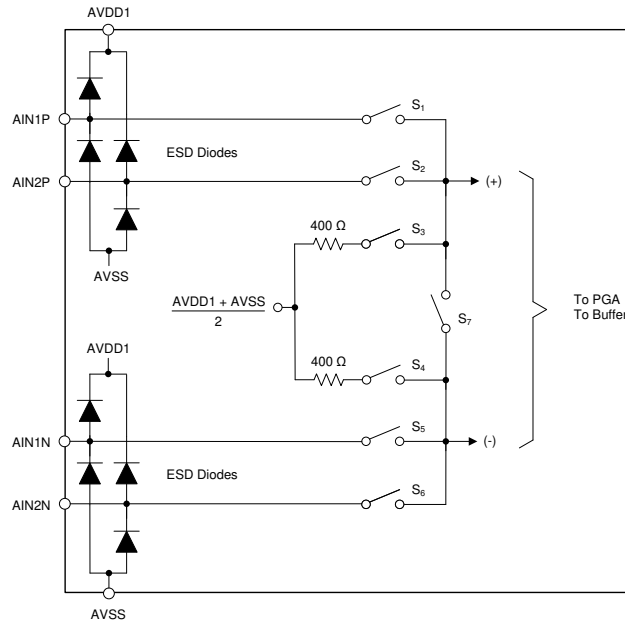 AVDD1
AIN1P
S1
ESD Diodes
AIN2P
S2
(+)
400 Ω
S3
AVSS
AVDD1 + AVSS
2
To PGA
To Buffer
S7
AVDD1
400 Ω
S4
AIN1N
S5
(-)
ESD Diodes
AIN2N
S6
AVSS